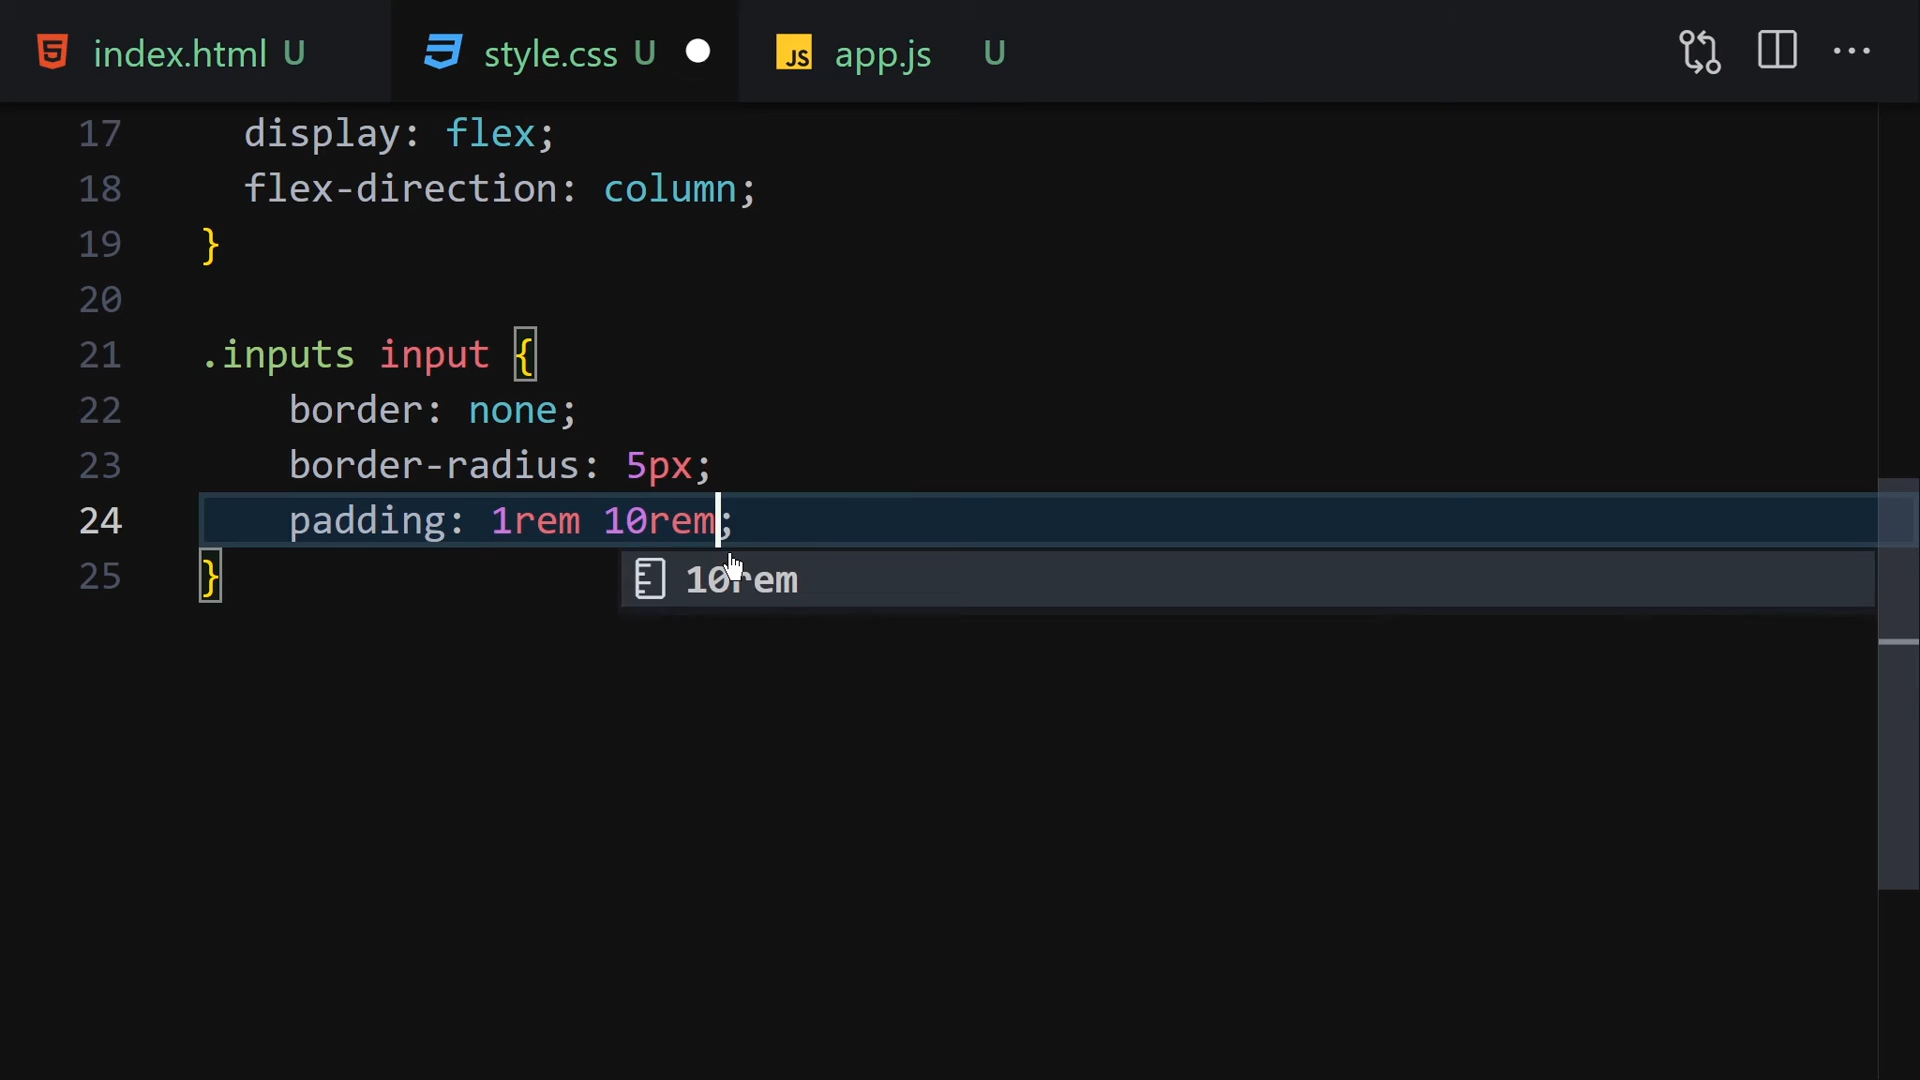 index.html U
style.css U
JS app.js U
17 display: flex;
18 flex-direction: column;
19 }
20
21 .inputs input {
22 border: none;
23 border-radius: 5px;
24 padding: 1rem 10rem;
25 }
10rem